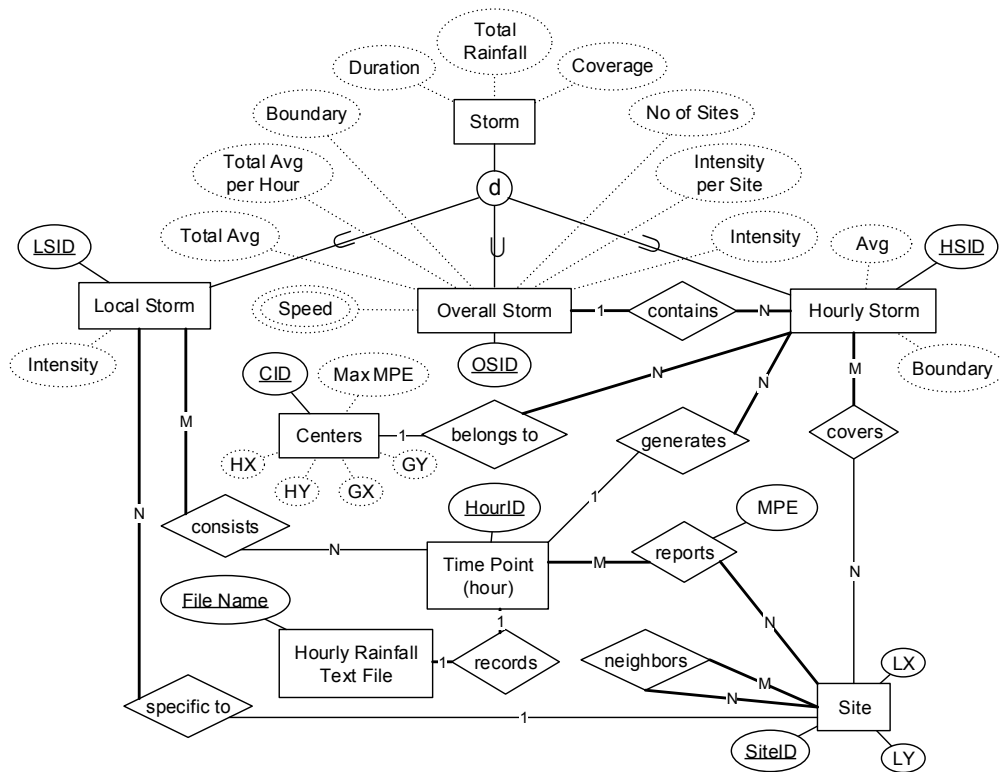 Total
Rainfall
Duration
Coverage
Boundary
Storm
No of Sites
Total Avg
per Hour
d
Intensity
per Site
LSID
Total Avg
U
U
U
Intensity
Avg
HSID
Local Storm
Speed
Overall Storm
1
contains
N
Hourly Storm
Intensity
CID
Max MPE
OSID
N
N
M
Boundary
M
Centers
1
belongs to
generates
covers
HX
HY
GX
GY
N
consists
N
HourID
1
MPE
Time Point
(hour)
M
reports
N
File Name
1
N
Hourly Rainfall
Text File
1
records
neighbors
M
N
LX
specific to
1
Site
SiteID
LY